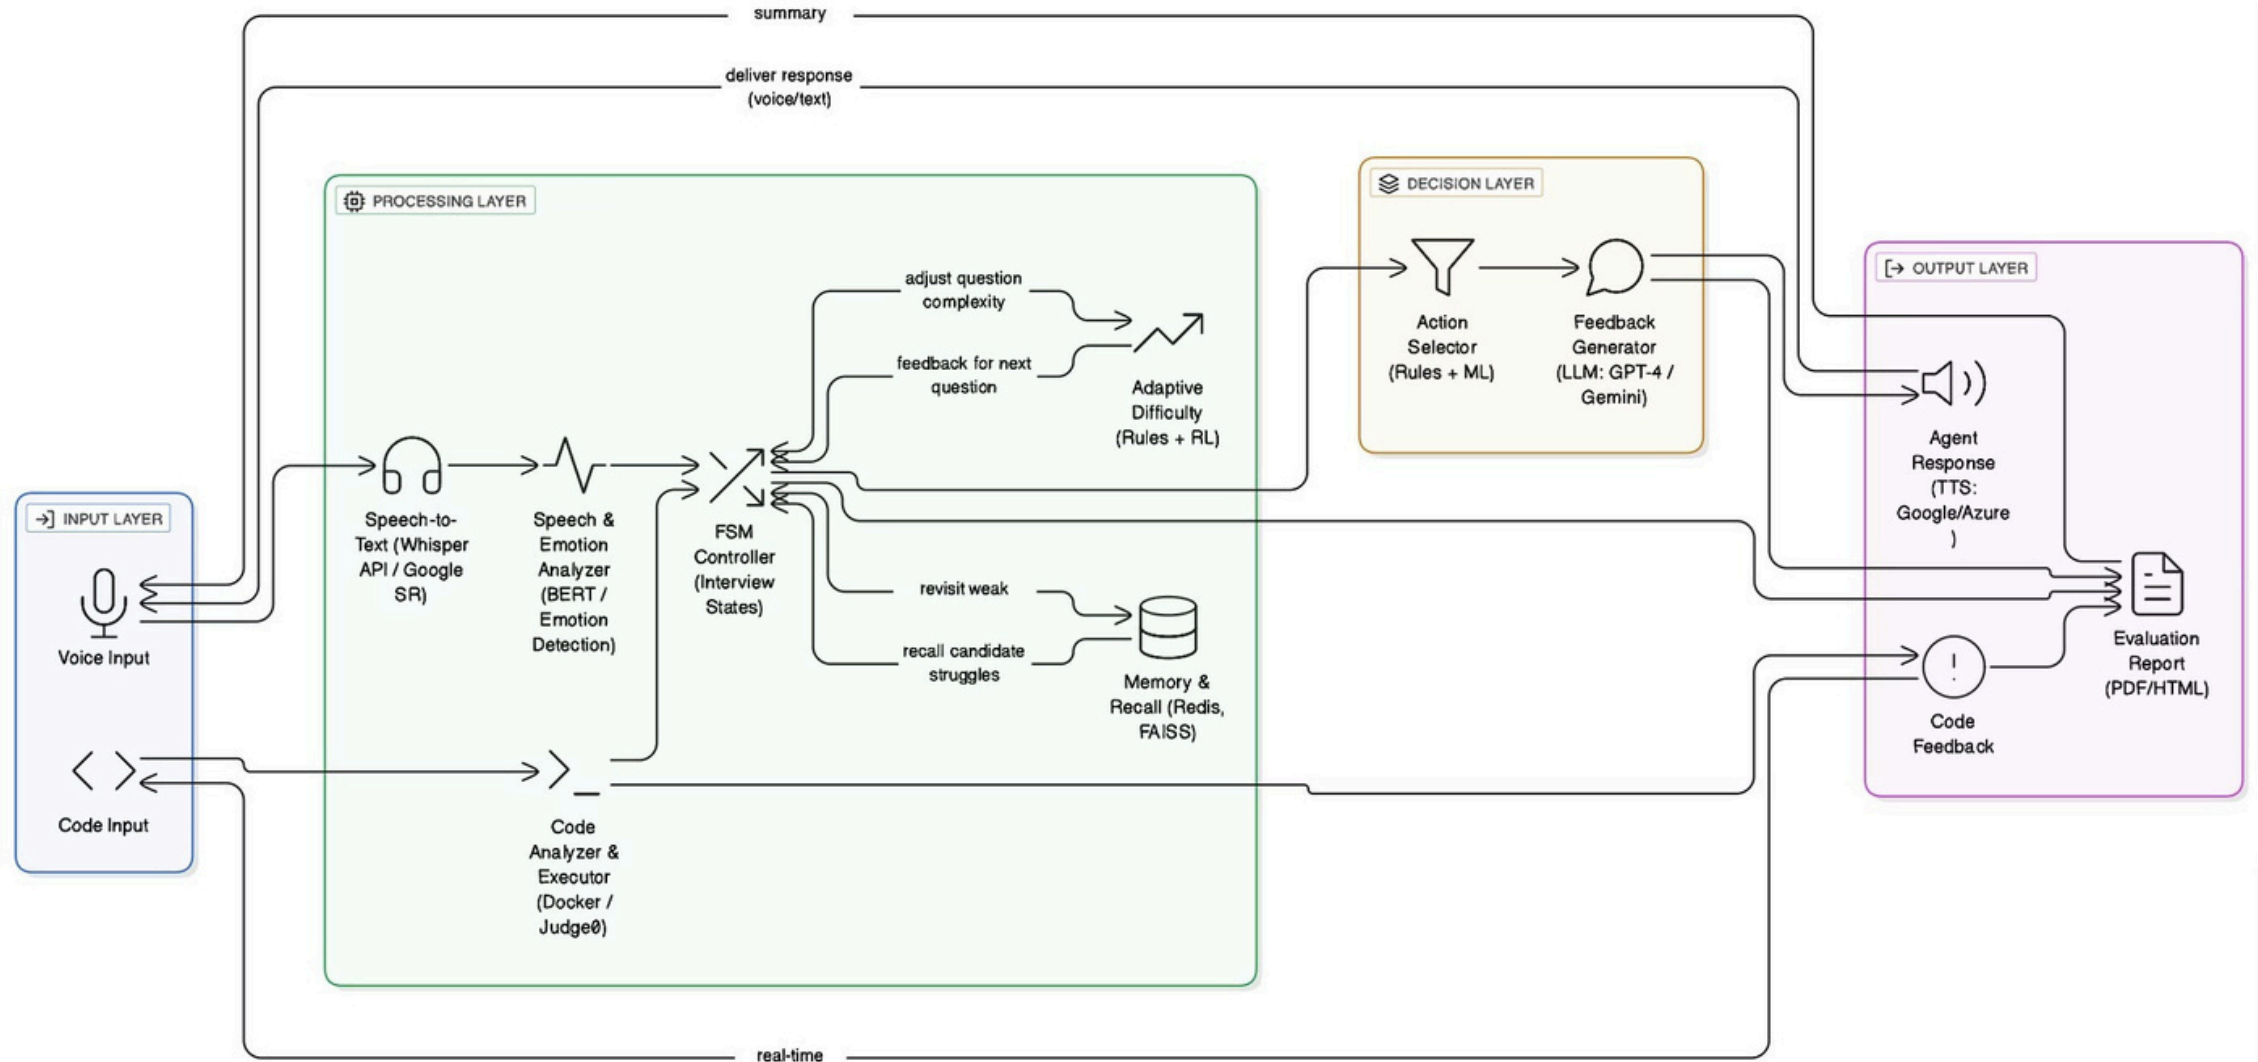 summary
deliver response
(voice/text)
PROCESSING LAYER
DECISION LAYER
OUTPUT LAYER
INPUT LAYER
adjust question
complexity
feedback for next
question
Adaptive
Difficulty
(Rules + RL)
Action
Selector
(Rules + ML)
Feedback
Generator
(LLM: GPT-4 /
Gemini)
Agent
Response
(TTS:
Google/Azure
)
Speech-to-
Text (Whisper
API / Google
SR)
Speech &
Emotion
Analyzer
(BERT /
Emotion
Detection)
FSM
Controller
(Interview
States)
revisit weak
recall candidate
struggles
Memory &
Recall (Redis,
FAISS)
Voice Input
Code Input
Code
Analyzer &
Executor
(Docker /
Judge0)
Evaluation
Report
(PDF/HTML)
Code
Feedback
real-time